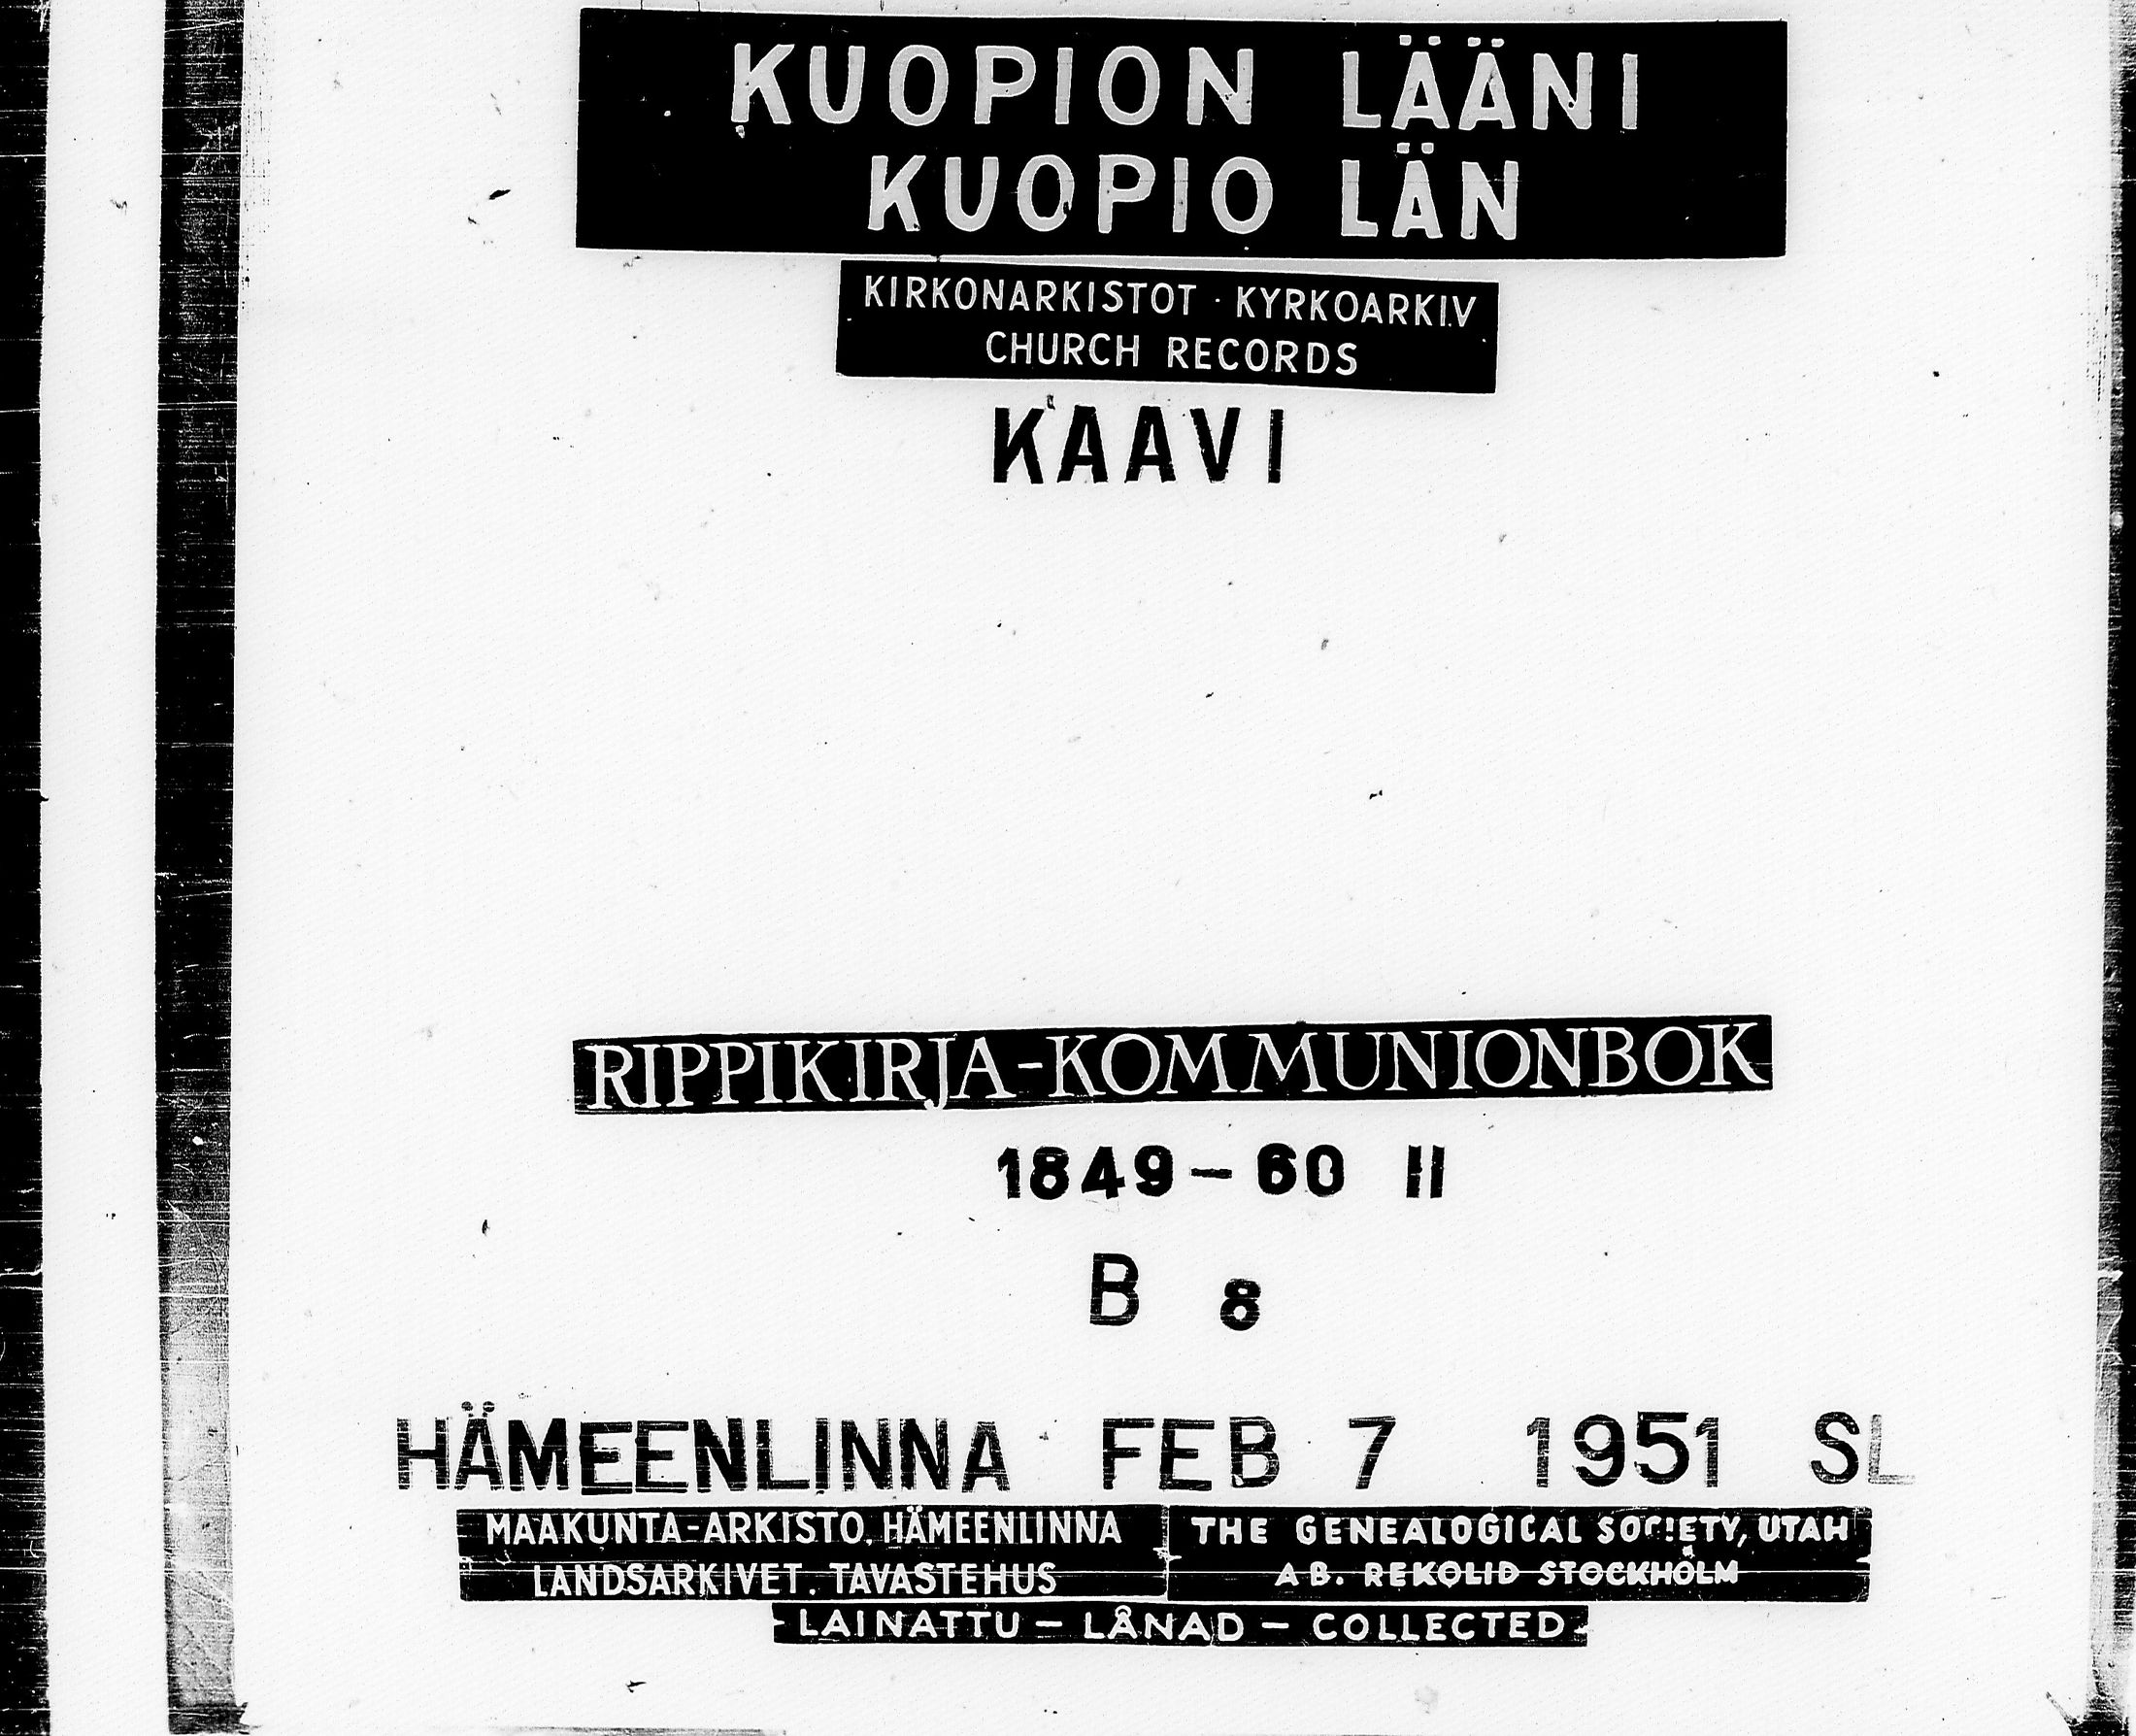 KUOPION LÄÄNI
KUOPIO LÄN
KIRKONARKISTOT · KYRKOARKIV
CHURCH RECORDS
KAAVI
RIPPIKIRJA-KOMMUNIONBOK
1849-60 II
B 8
HÄMEENLINNA FEB 7 1951 SL
MAAKUNTA-ARKISTO, HÄMEENLINNA
LANDSARKIVET, TAVASTEHUS
THE GENEALOGICAL SOCIETY, UTAH
AB. REKOLID STOCKHOLM
LAINATTU - LÅNAD - COLLECTED